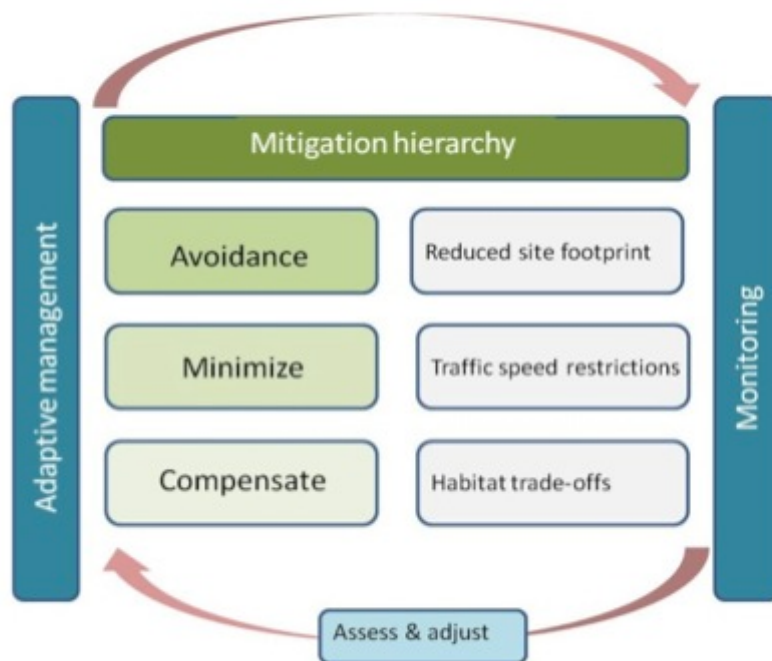 Mitigation hierarchy
Adaptive management
Avoidance
Reduced site footprint
Minimize
Traffic speed restrictions
Compensate
Habitat trade-offs
Monitoring
Assess & adjust